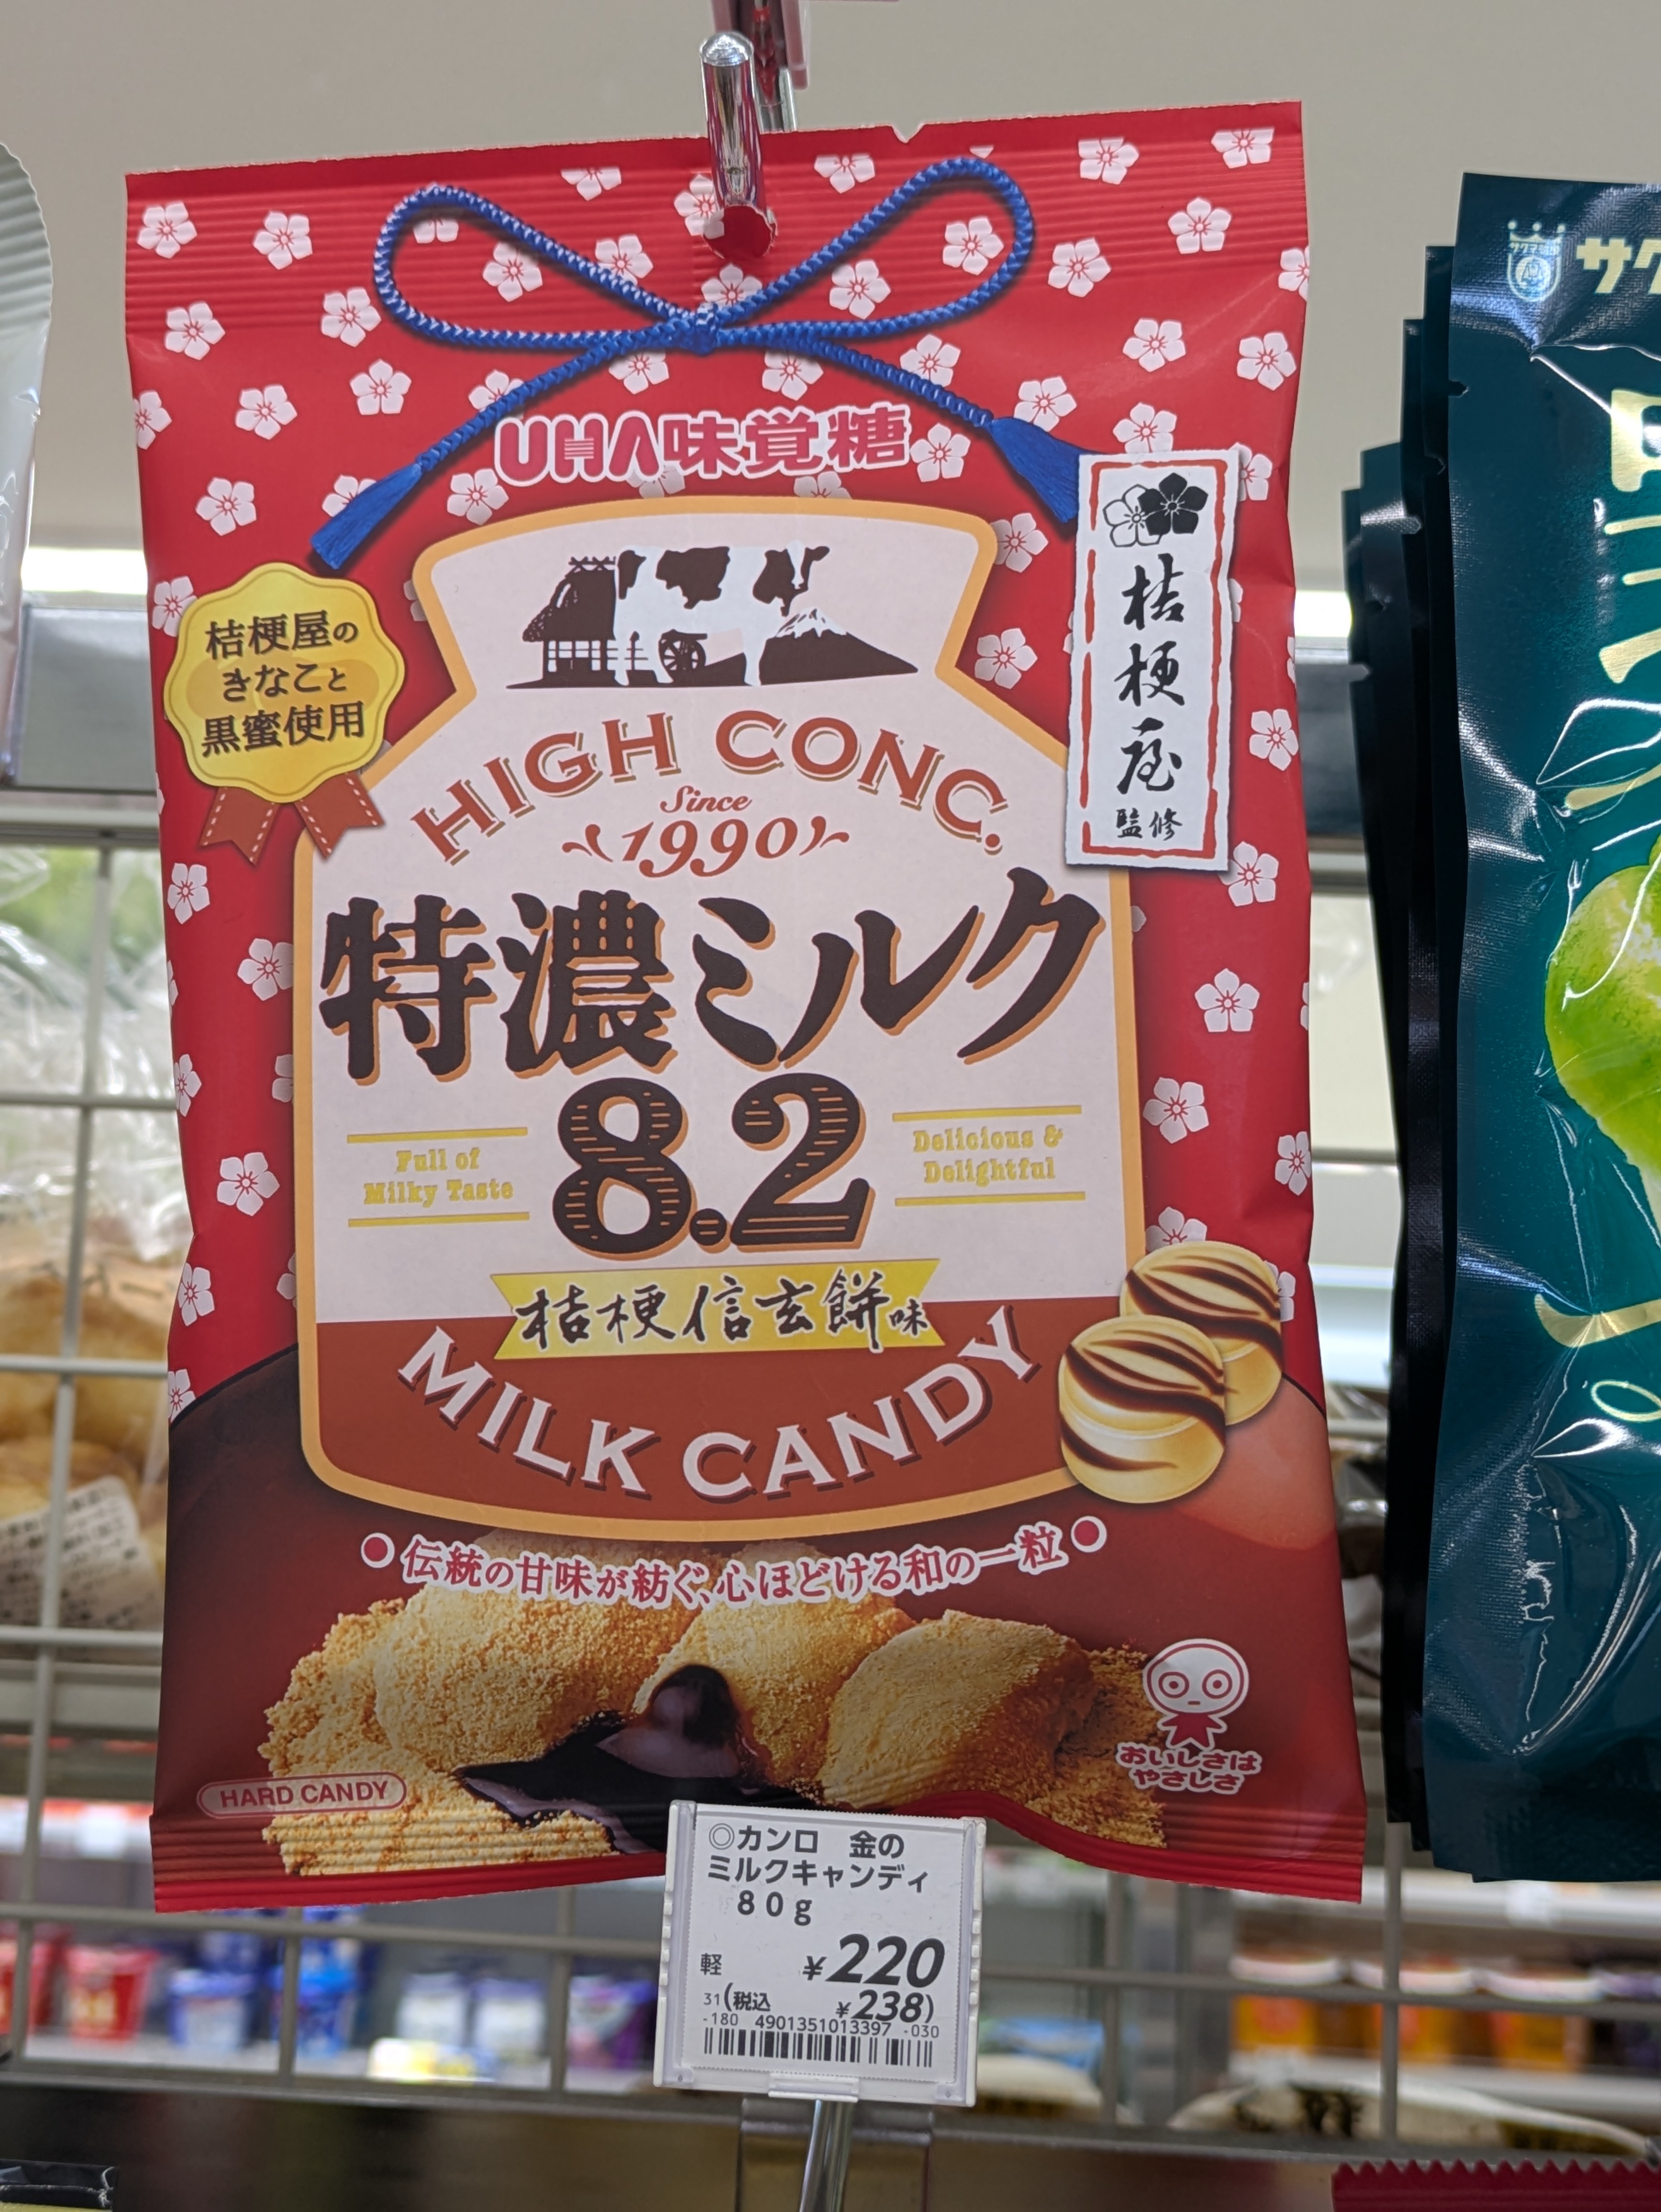 UHA味覚糖
桔梗屋の
きなこと
黒蜜使用
桔梗屋
監修
HIGH CONC.
Since
1990
特濃ミルク
8.2
Full of
Milky Taste
Delicious &
Delightful
桔梗信玄餅味
MILK CANDY
伝統の甘味が紡ぐ、心ほどける和の一粒
おいしさは
やさしさ
HARD CANDY
◎カンロ 金の
ミルクキャンディ
80g
軽 ¥220
31(税込 ¥238)
-180 4901351013397 -030
サク